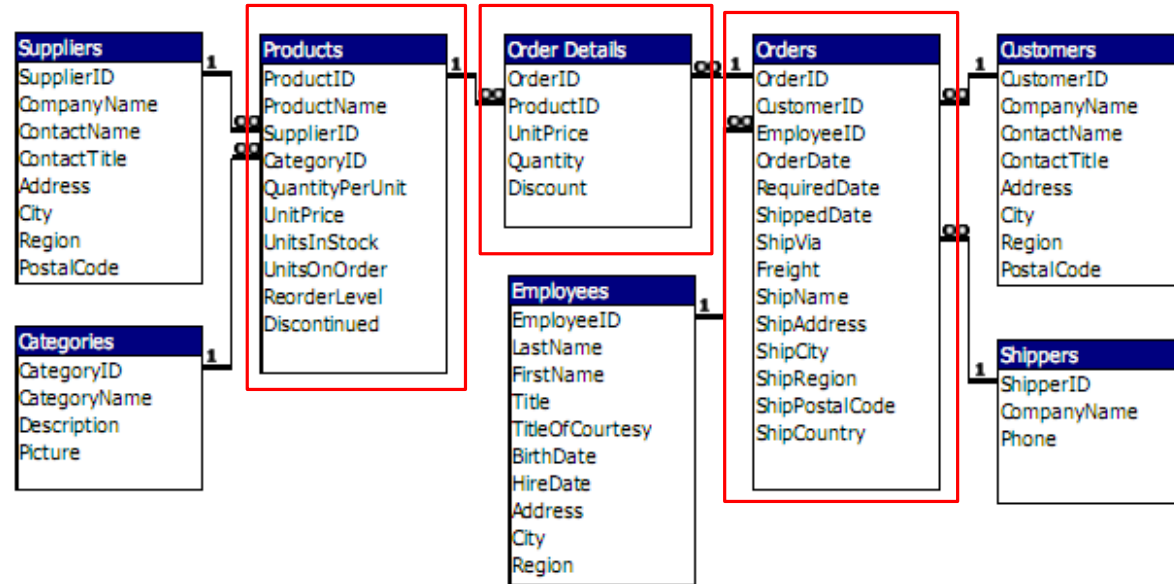 Suppliers
SupplierID
CompanyName
ContactName
ContactTitle
Address
City
Region
PostalCode
1
Categories
CategoryID
CategoryName
Description
Picture
1
Products
ProductID
ProductName
SupplierID
CategoryID
QuantityPerUnit
UnitPrice
UnitsInStock
UnitsOnOrder
ReorderLevel
Discontinued
∞
∞
1
Order Details
OrderID
ProductID
UnitPrice
Quantity
Discount
∞
∞
Employees
EmployeeID
LastName
FirstName
Title
TitleOfCourtesy
BirthDate
HireDate
Address
City
Region
1
Orders
OrderID
CustomerID
EmployeeID
OrderDate
RequiredDate
ShippedDate
ShipVia
Freight
ShipName
ShipAddress
ShipCity
ShipRegion
ShipPostalCode
ShipCountry
1
∞
∞
∞
Customers
CustomerID
CompanyName
ContactName
ContactTitle
Address
City
Region
PostalCode
1
Shippers
ShipperID
CompanyName
Phone
1